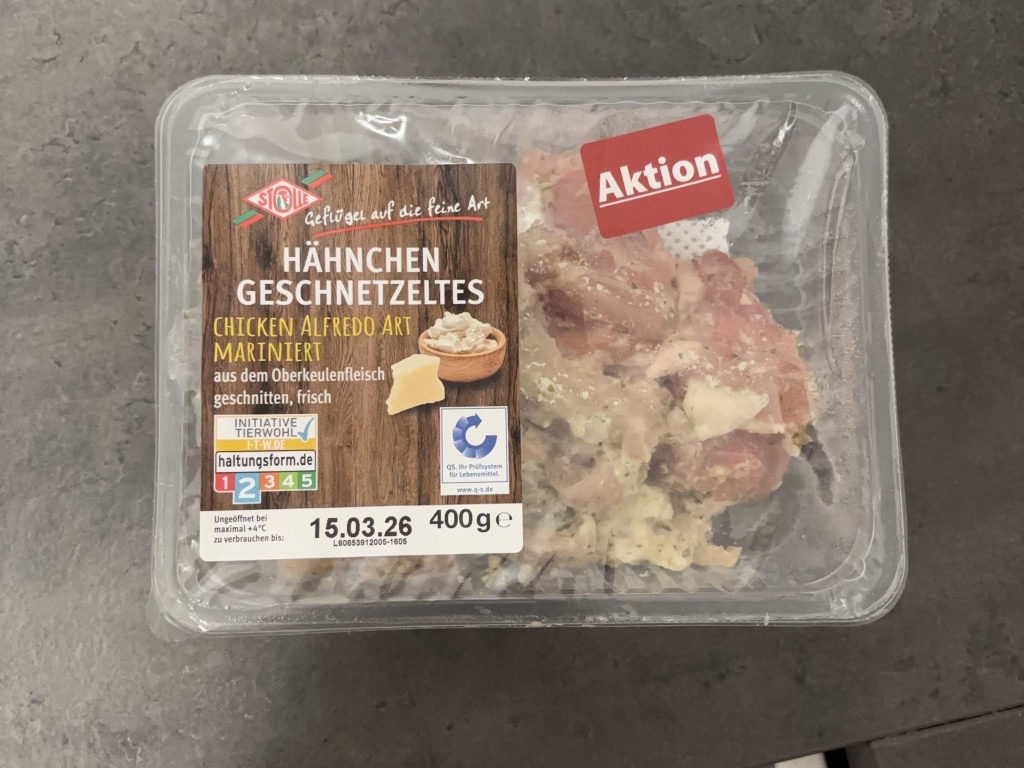 STOLLE
Geflügel auf die feine Art
Aktion
HÄHNCHEN
GESCHNETZELTES
CHICKEN ALFREDO ART
MARINIERT
aus dem Oberkeulenfleisch
geschnitten, frisch
INITIATIVE
TIERWOHL
I-T-W.DE
haltungsform.de
1 2 3 4 5
QS. Ihr Prüfsystem
für Lebensmittel.
www.q-s.de
Ungeöffnet bei
maximal +4°C
zu verbrauchen bis:
15.03.26
L60653912005-1605
400g e